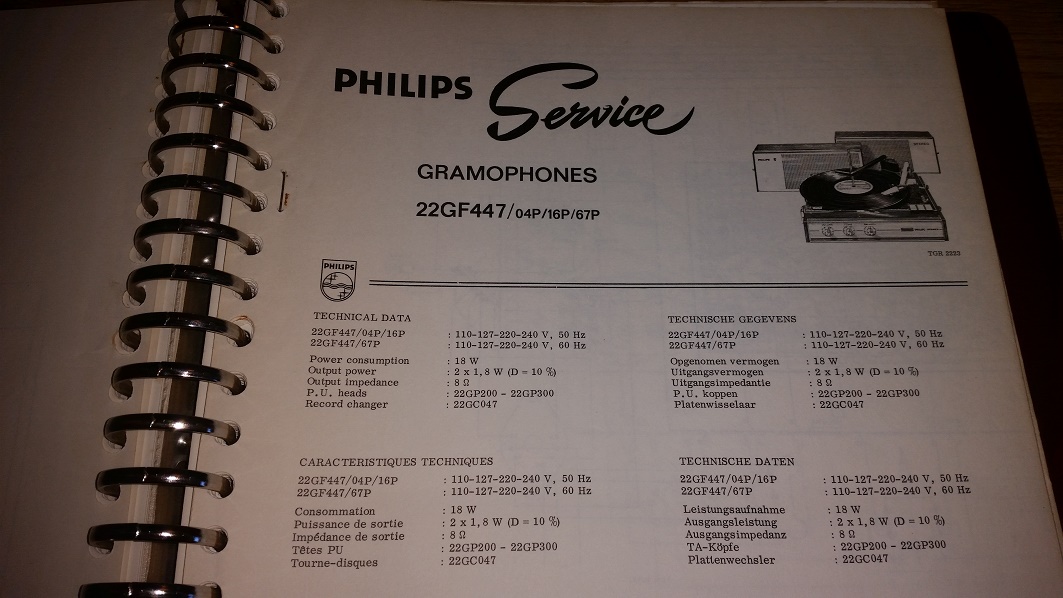 PHILIPS Service
GRAMOPHONES
22GF447/04P/16P/67P
PHILIPS
TGR 2223
PHILIPS
TECHNICAL DATA
22GF447/04P/16P : 110-127-220-240 V, 50 Hz
22GF447/67P : 110-127-220-240 V, 60 Hz
Power consumption : 18 W
Output power : 2 x 1,8 W (D = 10 %)
Output impedance : 8 Ω
P.U. heads : 22GP200 - 22GP300
Record changer : 22GC047
TECHNISCHE GEGEVENS
22GF447/04P/16P : 110-127-220-240 V, 50 Hz
22GF447/67P : 110-127-220-240 V, 60 Hz
Opgenomen vermogen : 18 W
Uitgangsvermogen : 2 x 1,8 W (D = 10 %)
Uitgangsimpedantie : 8 Ω
P.U. koppen : 22GP200 - 22GP300
Platenwisselaar : 22GC047
CARACTERISTIQUES TECHNIQUES
22GF447/04P/16P : 110-127-220-240 V, 50 Hz
22GF447/67P : 110-127-220-240 V, 60 Hz
Consommation : 18 W
Puissance de sortie : 2 x 1,8 W (D = 10 %)
Impédance de sortie : 8 Ω
Têtes PU : 22GP200 - 22GP300
Tourne-disques : 22GC047
TECHNISCHE DATEN
22GF447/04P/16P : 110-127-220-240 V, 50 Hz
22GF447/67P : 110-127-220-240 V, 60 Hz
Leistungsaufnahme : 18 W
Ausgangsleistung : 2 x 1,8 W (D = 10 %)
Ausgangsimpedanz : 8 Ω
TA-Köpfe : 22GP200 - 22GP300
Plattenwechsler : 22GC047